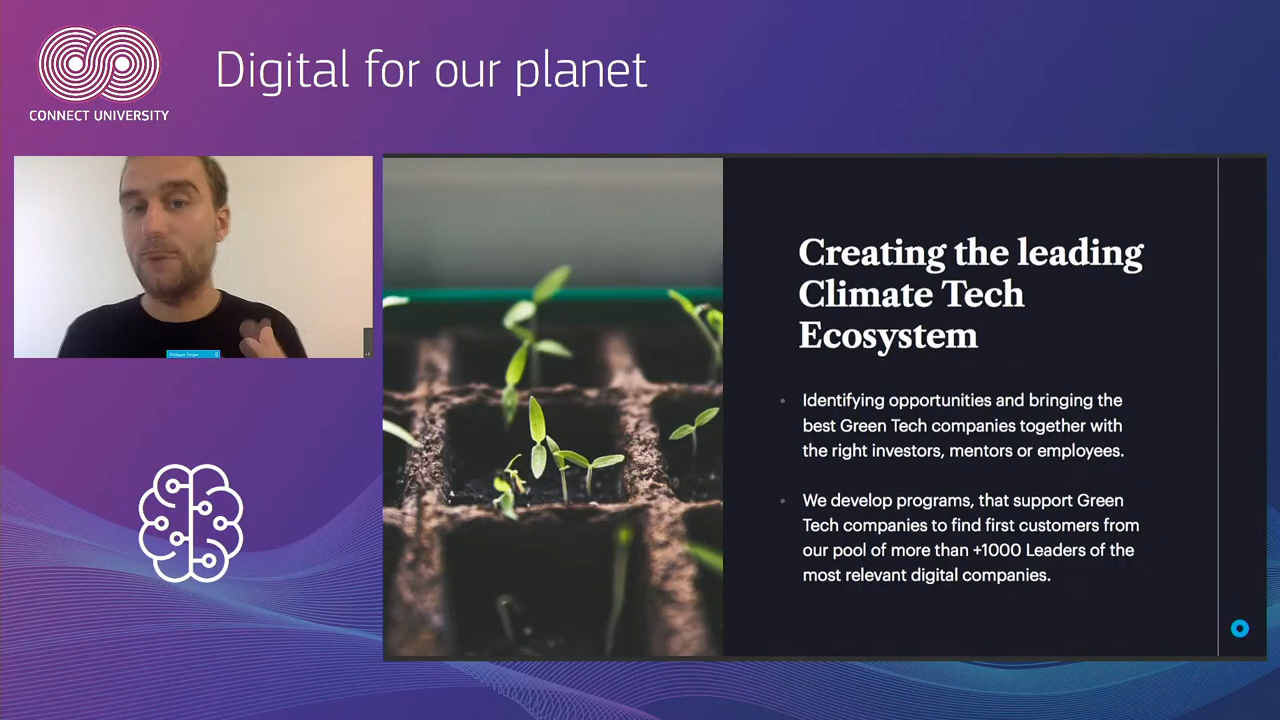 Digital for our planet
CONNECT UNIVERSITY
Creating the leading
Climate Tech
Ecosystem
Identifying opportunities and bringing the
best Green Tech companies together with
the right investors, mentors or employees.
We develop programs, that support Green
Tech companies to find first customers from
our pool of more than +1000 Leaders of the
most relevant digital companies.